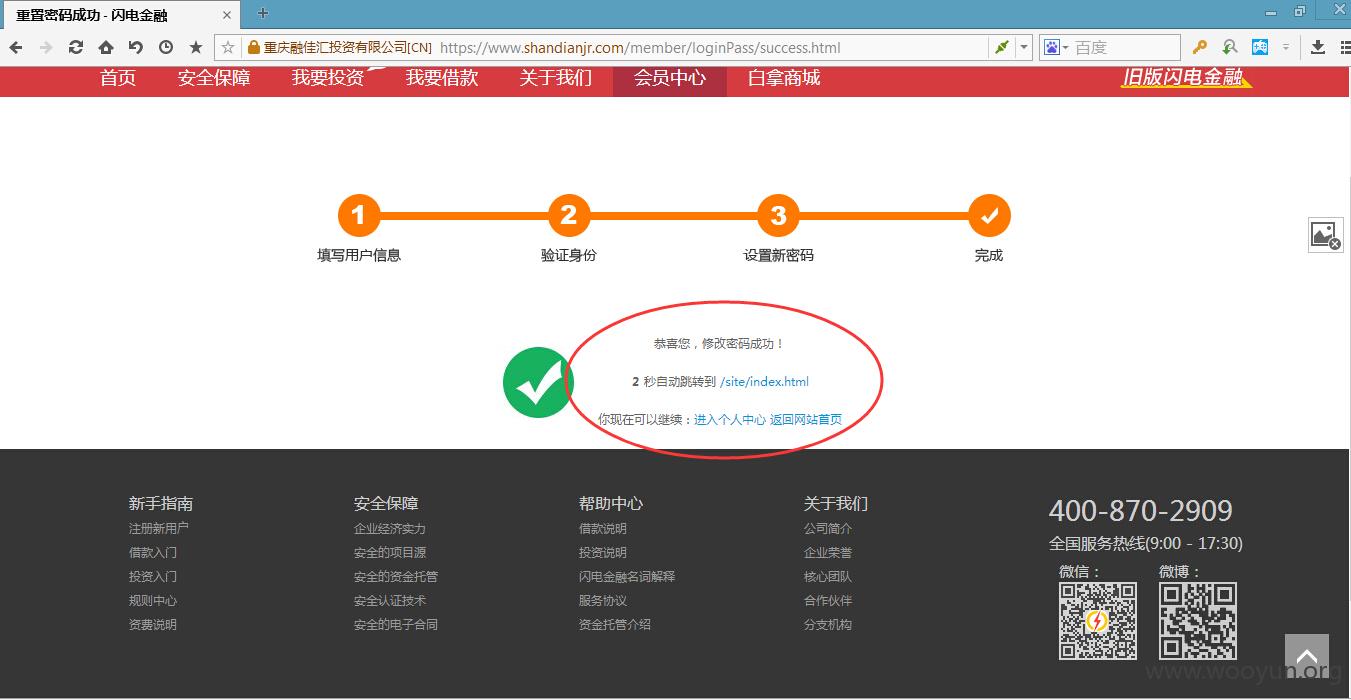 重置密码成功 - 闪电金融
重庆融佳汇投资有限公司[CN] https://www.shandianjr.com/member/loginPass/success.html 百度
首页 安全保障 我要投资 我要借款 关于我们 会员中心 白拿商城 旧版闪电金融
1 2 3
填写用户信息 验证身份 设置新密码 完成
恭喜您，修改密码成功！
2 秒自动跳转到 /site/index.html
你现在可以继续：进入个人中心 返回网站首页
新手指南 安全保障 帮助中心 关于我们 400-870-2909
注册新用户 企业经济实力 借款说明 公司简介
全国服务热线(9:00 - 17:30)
借款入门 安全的项目源 投资说明 企业荣誉
微信： 微博：
投资入门 安全的资金托管 闪电金融名词解释 核心团队
规则中心 安全认证技术 服务协议 合作伙伴
资费说明 安全的电子合同 资金托管介绍 分支机构
www.wooyun.org